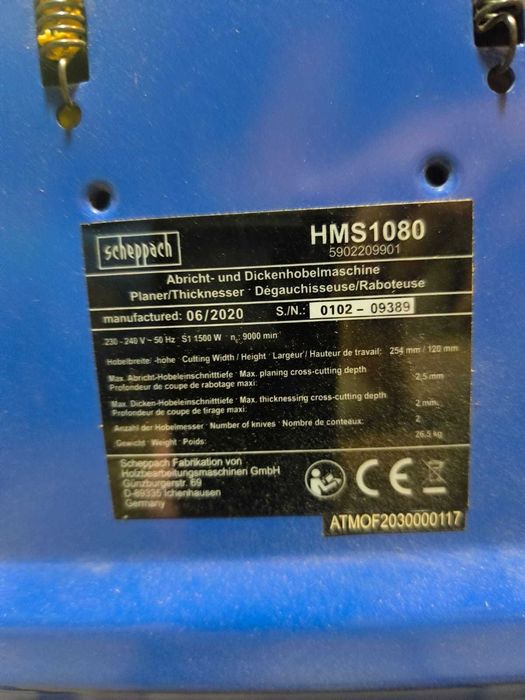 scheppach
HMS1080
5902209901
Abricht- und Dickenhobelmaschine
Planer/Thicknesser · Dégauchisseuse/Raboteuse
manufactured: 06/2020 S./N.: 0102 - 09389
230 - 240 V ~ 50 Hz S1 1500 W · n₀: 9000 min⁻
Hobelbreite/ -höhe · Cutting Width / Height · Largeur/ Hauteur de travail: 254 mm / 120 mm
Max. Abricht-Hobeleinschnitttiefe · Max. planing cross-cutting depth
Profondeur de coupe de rabotage maxi: 2,5 mm
Max. Dicken-Hobeleinschnitttiefe · Max. thicknessing cross-cutting depth
Profondeur de coupe de tirage maxi: 2 mm
Anzahl der Hobelmesser · Number of knives · Nombre de conteaux: 2
Gewicht · Weight · Poids: 26,5 kg
Scheppach Fabrikation von
Holzbearbeitungsmaschinen GmbH
Günzburgerstr. 69
D-89335 Ichenhausen
Germany
CE
ATMOF2030000117